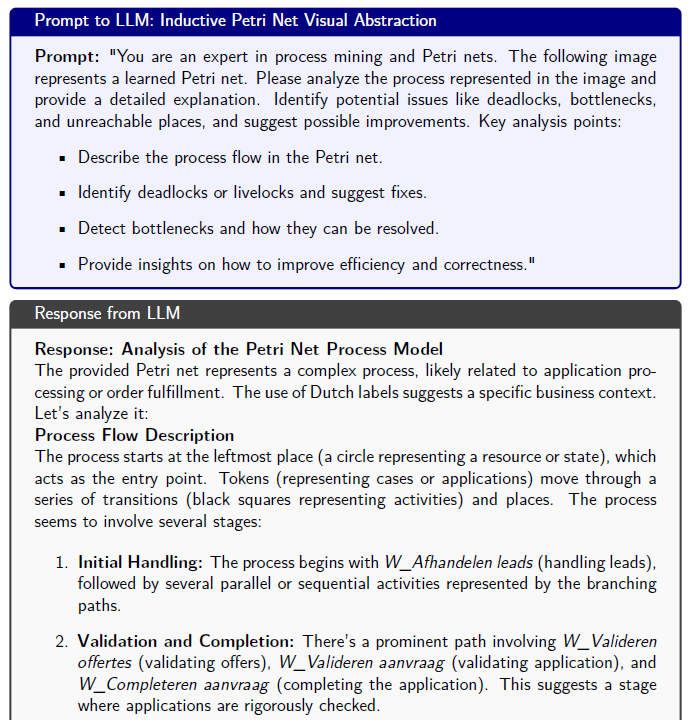 Prompt to LLM: Inductive Petri Net Visual Abstraction
Prompt: "You are an expert in process mining and Petri nets. The following image
represents a learned Petri net. Please analyze the process represented in the image and
provide a detailed explanation. Identify potential issues like deadlocks, bottlenecks,
and unreachable places, and suggest possible improvements. Key analysis points:
▪ Describe the process flow in the Petri net.
▪ Identify deadlocks or livelocks and suggest fixes.
▪ Detect bottlenecks and how they can be resolved.
▪ Provide insights on how to improve efficiency and correctness."
Response from LLM
Response: Analysis of the Petri Net Process Model
The provided Petri net represents a complex process, likely related to application pro-
cessing or order fulfillment. The use of Dutch labels suggests a specific business context.
Let's analyze it:
Process Flow Description
The process starts at the leftmost place (a circle representing a resource or state), which
acts as the entry point. Tokens (representing cases or applications) move through a
series of transitions (black squares representing activities) and places. The process
seems to involve several stages:
1. Initial Handling: The process begins with W_Afhandelen leads (handling leads),
followed by several parallel or sequential activities represented by the branching
paths.
2. Validation and Completion: There's a prominent path involving W_Valideren
offertes (validating offers), W_Valideren aanvraag (validating application), and
W_Completeren aanvraag (completing the application). This suggests a stage
where applications are rigorously checked.